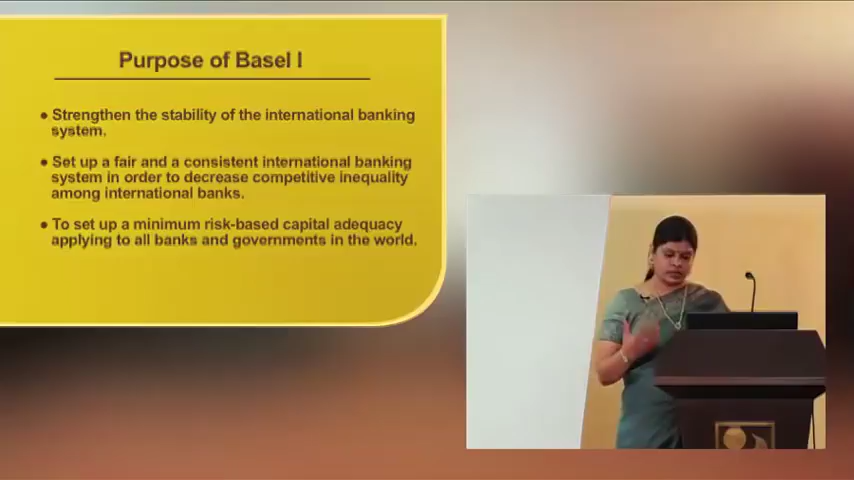 Purpose of Basel I
● Strengthen the stability of the international banking
system.
● Set up a fair and a consistent international banking
system in order to decrease competitive inequality
among international banks.
● To set up a minimum risk-based capital adequacy
applying to all banks and governments in the world.